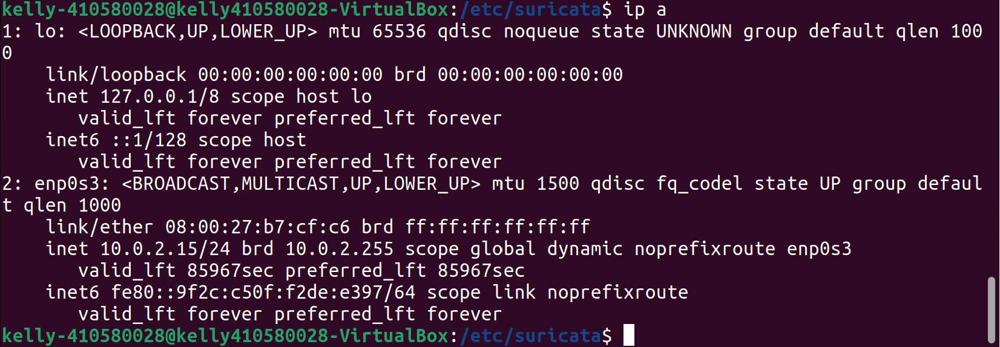 kelly-410580028@kelly410580028-VirtualBox:/etc/suricata$ ip a
1: lo: <LOOPBACK,UP,LOWER_UP> mtu 65536 qdisc noqueue state UNKNOWN group default qlen 100
0
    link/loopback 00:00:00:00:00:00 brd 00:00:00:00:00:00
    inet 127.0.0.1/8 scope host lo
       valid_lft forever preferred_lft forever
    inet6 ::1/128 scope host
       valid_lft forever preferred_lft forever
2: enp0s3: <BROADCAST,MULTICAST,UP,LOWER_UP> mtu 1500 qdisc fq_codel state UP group defaul
t qlen 1000
    link/ether 08:00:27:b7:cf:c6 brd ff:ff:ff:ff:ff:ff
    inet 10.0.2.15/24 brd 10.0.2.255 scope global dynamic noprefixroute enp0s3
       valid_lft 85967sec preferred_lft 85967sec
    inet6 fe80::9f2c:c50f:f2de:e397/64 scope link noprefixroute
       valid_lft forever preferred_lft forever
kelly-410580028@kelly410580028-VirtualBox:/etc/suricata$